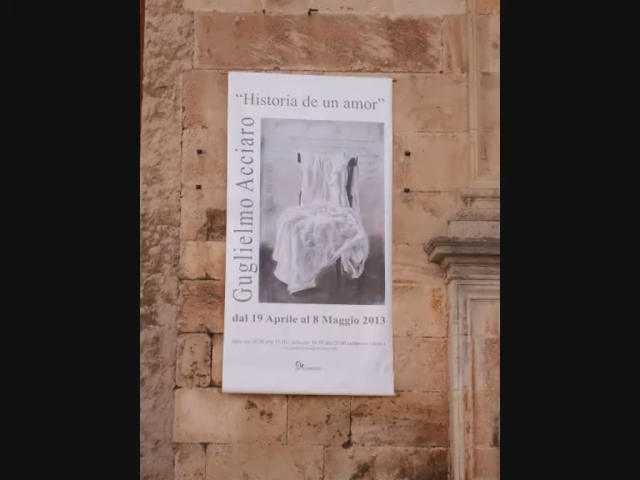 "Historia de un amor"
Guglielmo Acciaro
dal 19 Aprile al 8 Maggio 2013